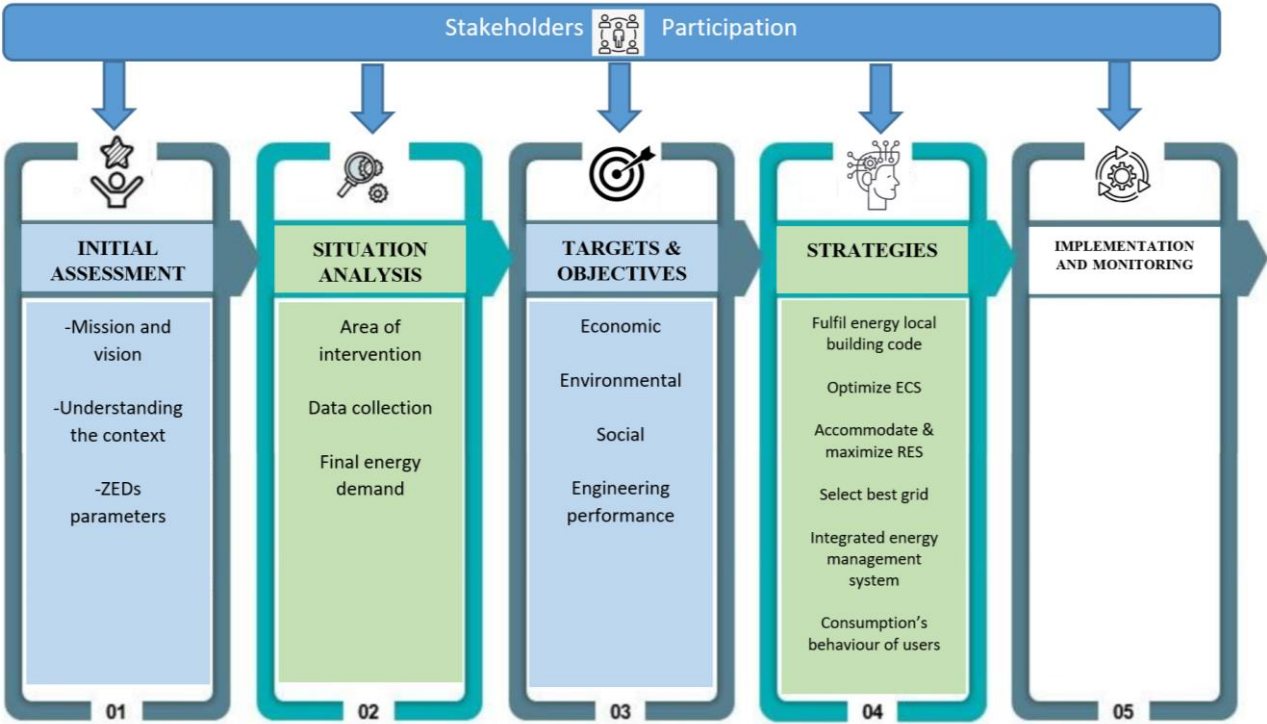 Stakeholders Participation
INITIAL
ASSESSMENT
-Mission and
vision
-Understanding
the context
-ZEDs
parameters
01
SITUATION
ANALYSIS
Area of
intervention
Data collection
Final energy
demand
02
TARGETS &
OBJECTIVES
Economic
Environmental
Social
Engineering
performance
03
STRATEGIES
Fulfil energy local
building code
Optimize ECS
Accommodate &
maximize RES
Select best grid
Integrated energy
management
system
Consumption’s
behaviour of users
04
IMPLEMENTATION
AND MONITORING
05